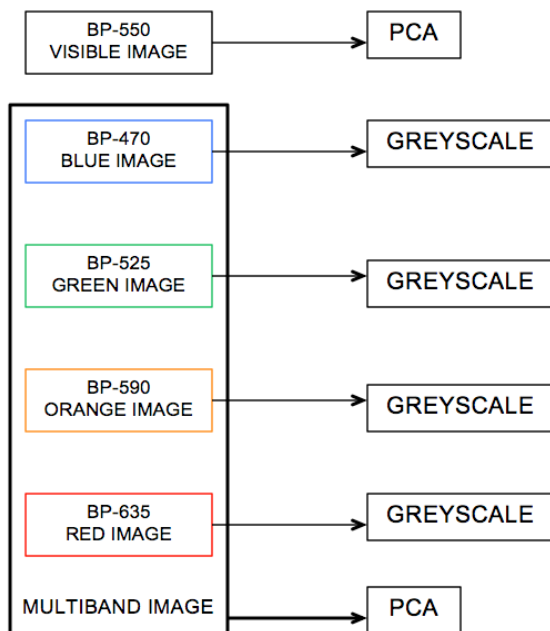 BP-550
VISIBLE IMAGE
PCA
BP-470
BLUE IMAGE
GREYSCALE
BP-525
GREEN IMAGE
GREYSCALE
BP-590
ORANGE IMAGE
GREYSCALE
BP-635
RED IMAGE
GREYSCALE
MULTIBAND IMAGE
PCA